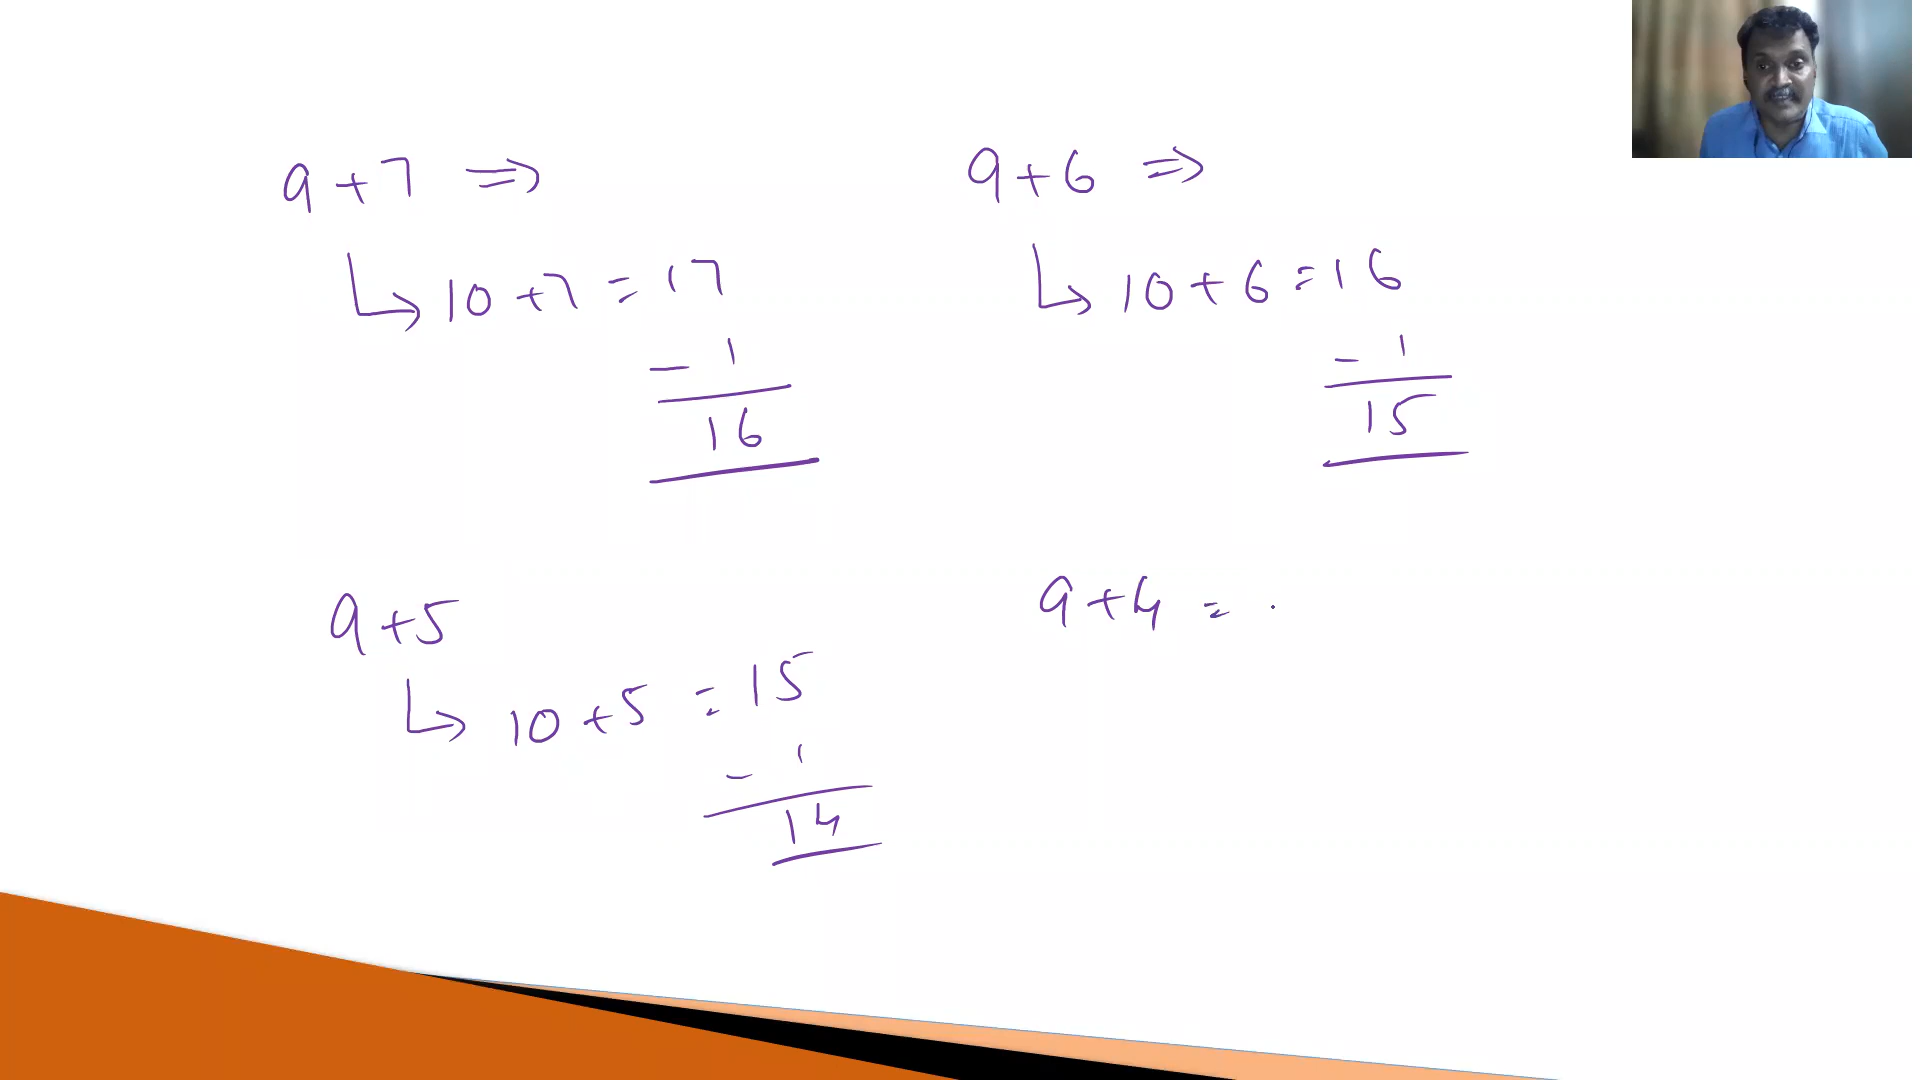 9 + 7 ⇒
↳ 10 + 7 = 17
- 1
16
9 + 6 ⇒
↳ 10 + 6 = 16
- 1
15
9 + 5
↳ 10 + 5 = 15
- 1
14
9 + 4 = .